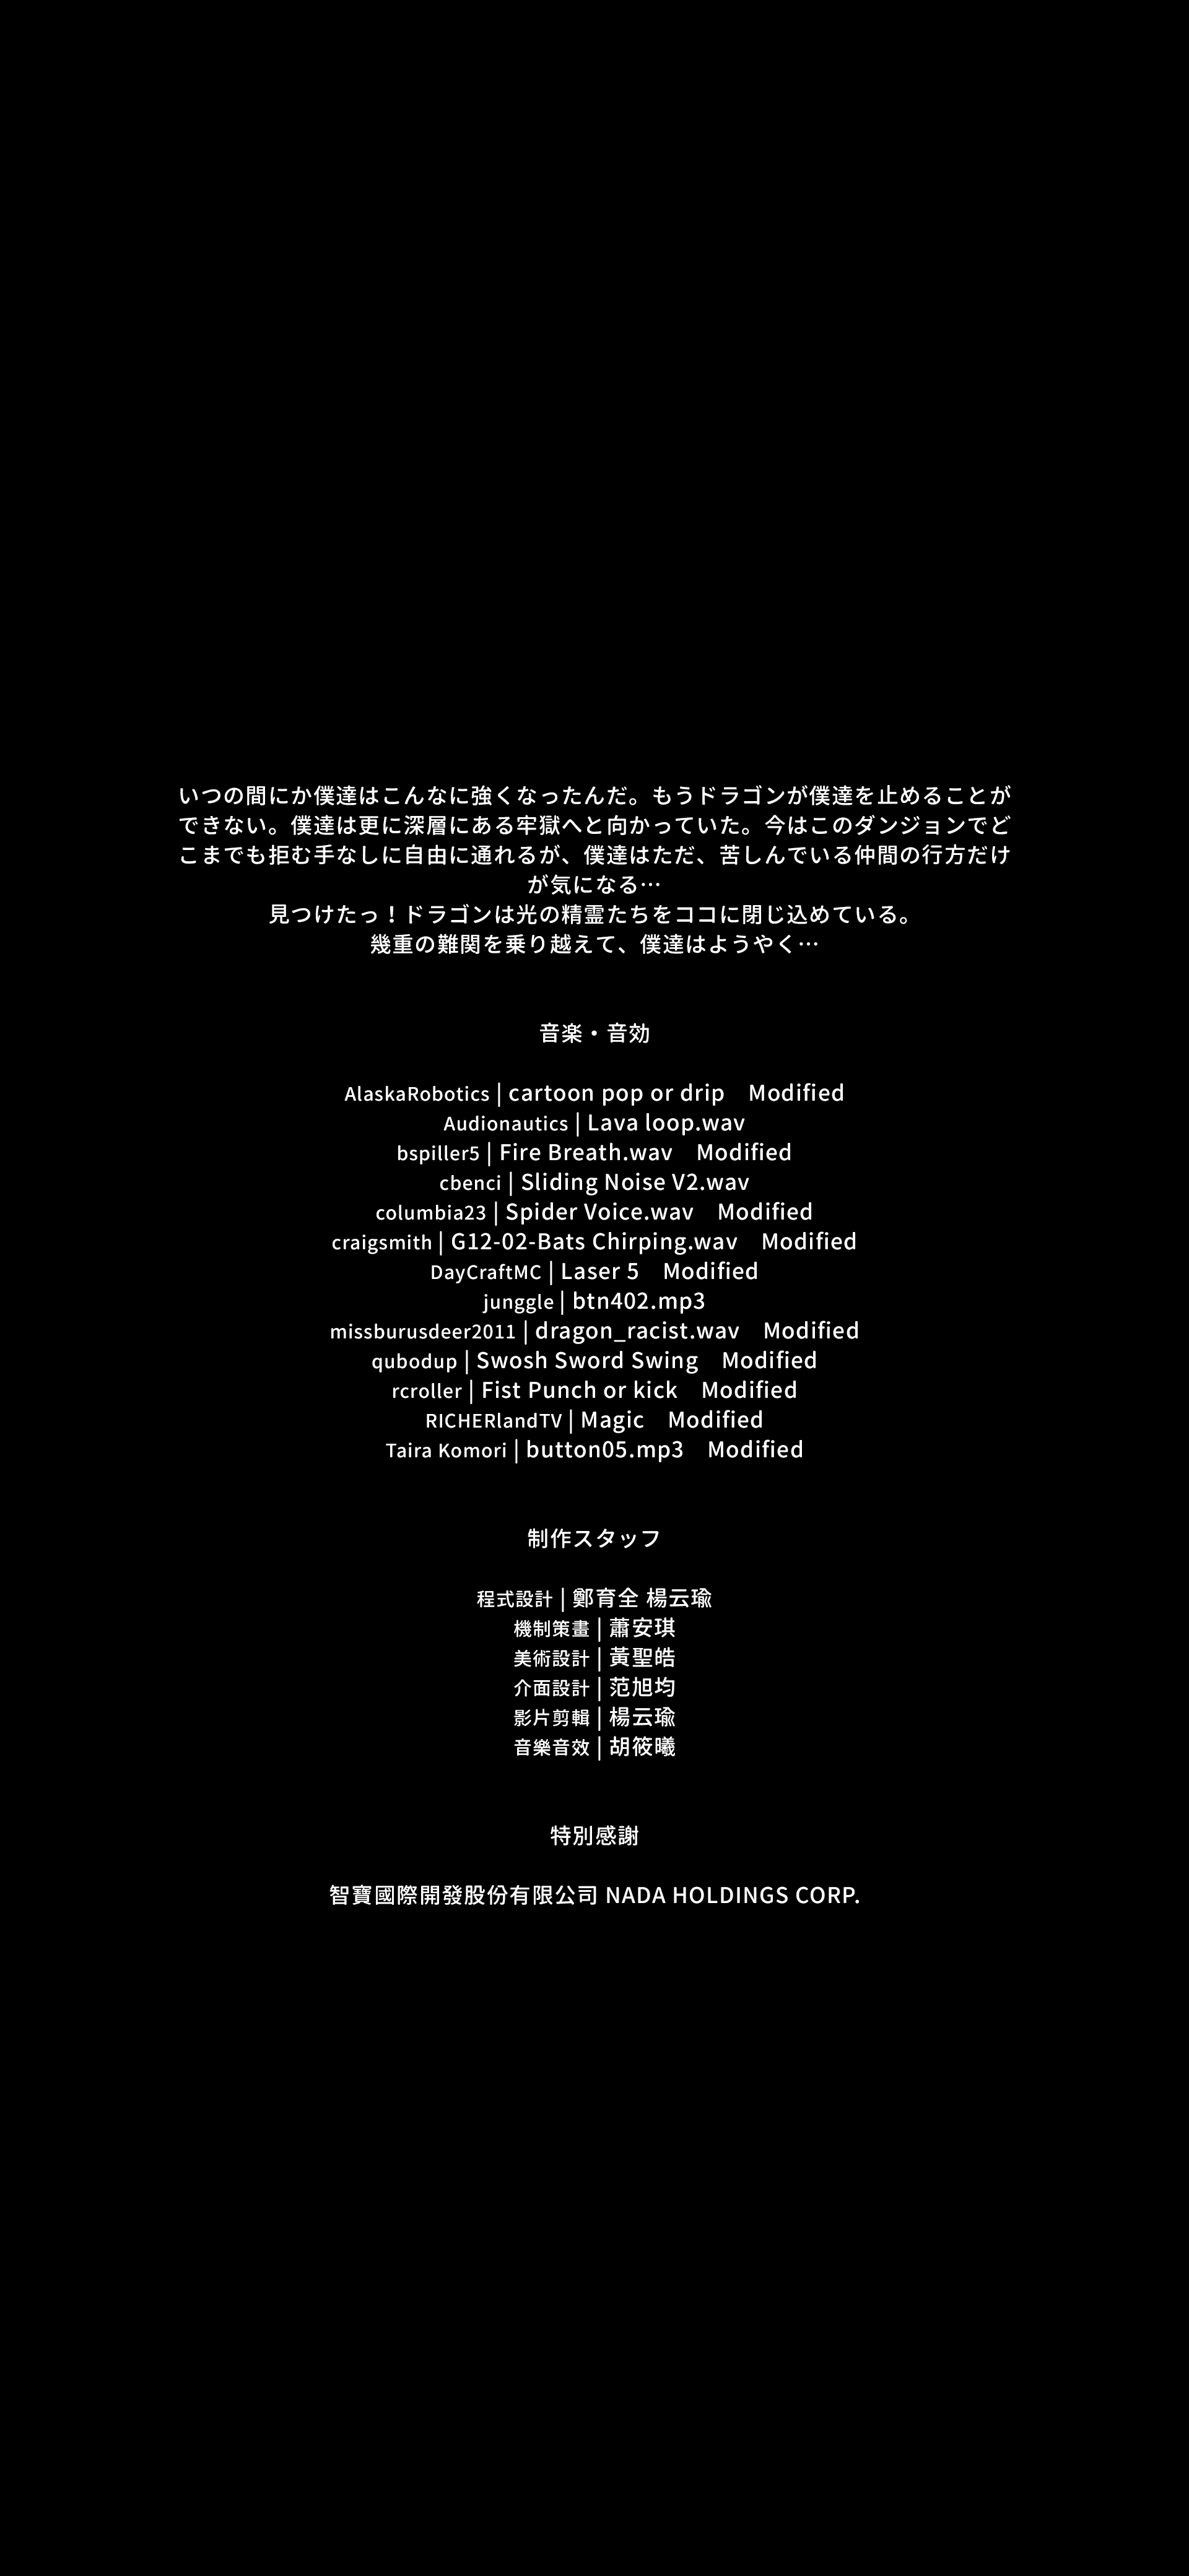 いつの間にか僕達はこんなに強くなったんだ。もうドラゴンが僕達を止めることが
できない。僕達は更に深層にある牢獄へと向かっていた。今はこのダンジョンでど
こまでも拒む手なしに自由に通れるが、僕達はただ、苦しんでいる仲間の行方だけ
が気になる…
見つけたっ！ドラゴンは光の精霊たちをココに閉じ込めている。
幾重の難関を乗り越えて、僕達はようやく…
音楽・音効
AlaskaRobotics | cartoon pop or drip　Modified
Audionautics | Lava loop.wav
bspiller5 | Fire Breath.wav　Modified
cbenci | Sliding Noise V2.wav
columbia23 | Spider Voice.wav　Modified
craigsmith | G12-02-Bats Chirping.wav　Modified
DayCraftMC | Laser 5　Modified
junggle | btn402.mp3
missburusdeer2011 | dragon_racist.wav　Modified
qubodup | Swosh Sword Swing　Modified
rcroller | Fist Punch or kick　Modified
RICHERlandTV | Magic　Modified
Taira Komori | button05.mp3　Modified
制作スタッフ
程式設計 | 鄭育全 楊云瑜
機制策畫 | 蕭安琪
美術設計 | 黃聖皓
介面設計 | 范旭均
影片剪輯 | 楊云瑜
音樂音效 | 胡筱曦
特別感謝
智寶國際開發股份有限公司 NADA HOLDINGS CORP.